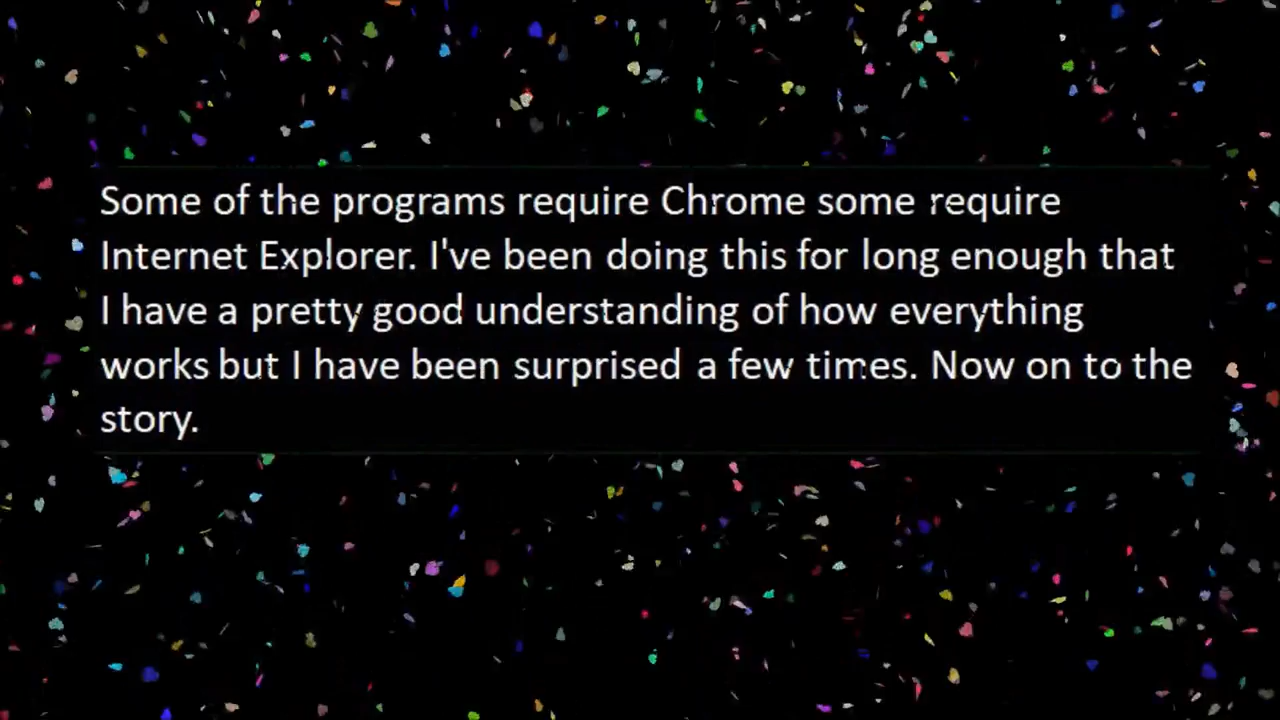 Some of the programs require Chrome some require
Internet Explorer. I've been doing this for long enough that
I have a pretty good understanding of how everything
works but I have been surprised a few times. Now on to the
story.